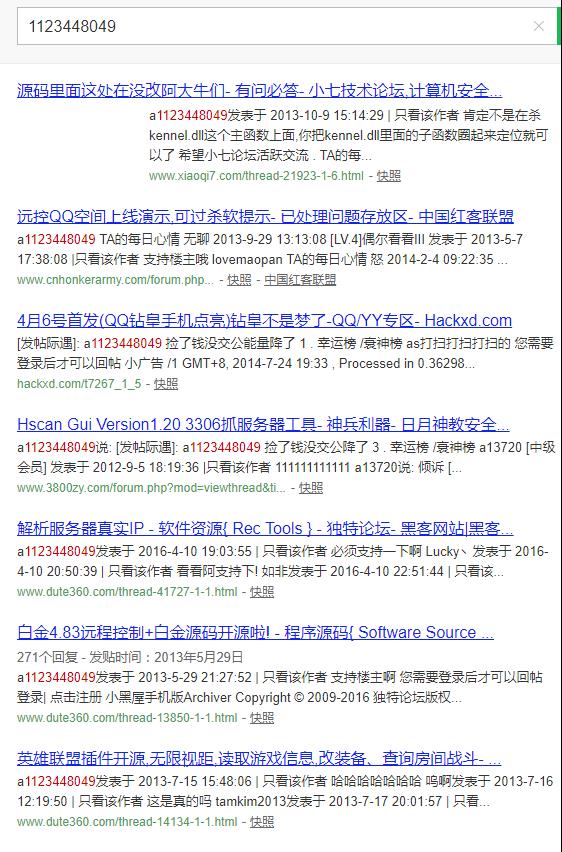 1123448049
源码里面这处在没改阿大牛们- 有问必答- 小七技术论坛,计算机安全...
a1123448049发表于 2013-10-9 15:14:29 | 只看该作者 肯定不是在杀
kennel.dll这个主函数上面,你把kennel.dll里面的子函数圈起来定位就可
以了 希望小七论坛活跃交流 . TA的每...
www.xiaoqi7.com/thread-21923-1-6.html - 快照
远控QQ空间上线演示,可过杀软提示- 已处理问题存放区- 中国红客联盟
a1123448049 TA的每日心情 无聊 2013-9-29 13:13:08 [LV.4]偶尔看看III 发表于 2013-5-7
17:38:08 |只看该作者 支持楼主哦 lovemaopan TA的每日心情 怒 2014-2-4 09:22:35 ...
www.cnhonkerarmy.com/forum.php... - 快照 - 中国红客联盟
4月6号首发(QQ钻皇手机点亮)钻皇不是梦了-QQ/YY专区- Hackxd.com
[发帖际遇]: a1123448049 捡了钱没交公能量降了 1 . 幸运榜 /衰神榜 as打扫打扫打扫的 您需要
登录后才可以回帖 小广告 /1 GMT+8, 2014-7-24 19:33 , Processed in 0.36298...
hackxd.com/t7267_1_5 - 快照
Hscan Gui Version1.20 3306抓服务器工具- 神兵利器- 日月神教安全...
a1123448049说: [发帖际遇]: a1123448049 捡了钱没交公降了 3 . 幸运榜 /衰神榜 a13720 [中级
会员] 发表于 2012-9-5 18:19:36 |只看该作者 111111111111 a13720说: 倾诉 [...
www.3800zy.com/forum.php?mod=viewthread&ti... - 快照
解析服务器真实IP - 软件资源{ Rec Tools } - 独特论坛- 黑客网站|黑客...
a1123448049发表于 2016-4-10 19:03:55 | 只看该作者 必须支持一下啊 Lucky丶发表于 2016-
4-10 20:50:39 | 只看该作者 看看阿支持下! 如非发表于 2016-4-10 22:51:44 | 只看该...
www.dute360.com/thread-41727-1-1.html - 快照
白金4.83远程控制+白金源码开源啦! - 程序源码{ Software Source ...
271个回复 - 发贴时间：2013年5月29日
a1123448049发表于 2013-5-29 21:27:52 | 只看该作者 支持楼主啊 您需要登录后才可以回帖
登录| 点击注册 小黑屋手机版Archiver Copyright © 2009-2016 独特论坛版权...
www.dute360.com/thread-13850-1-1.html - 快照
英雄联盟插件开源,无限视距,读取游戏信息,改装备、查询房间战斗- ...
a1123448049发表于 2013-7-15 15:48:06 | 只看该作者 哈哈哈哈哈哈哈 呜啊发表于 2013-7-16
12:19:50 | 只看该作者 这是真的吗 tamkim2013发表于 2013-7-17 20:01:57 | 只看...
www.dute360.com/thread-14134-1-1.html - 快照